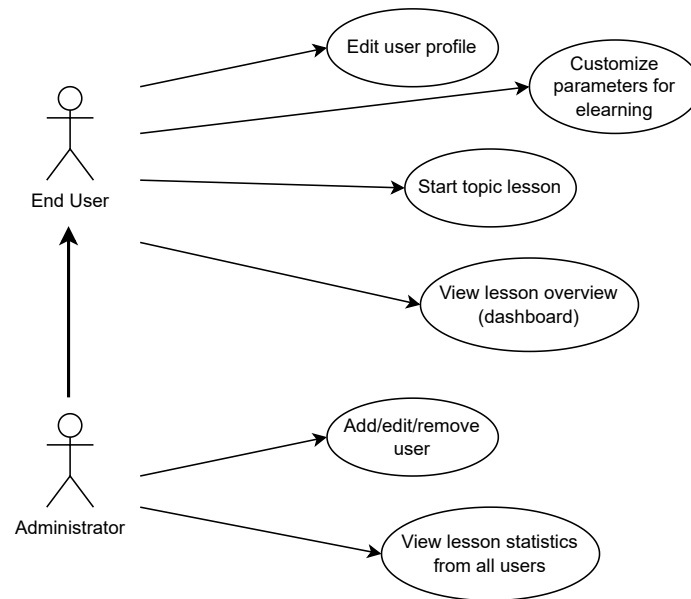 Edit user profile
Customize
parameters for
elearning
Start topic lesson
End User
View lesson overview
(dashboard)
Add/edit/remove
user
Administrator
View lesson statistics
from all users